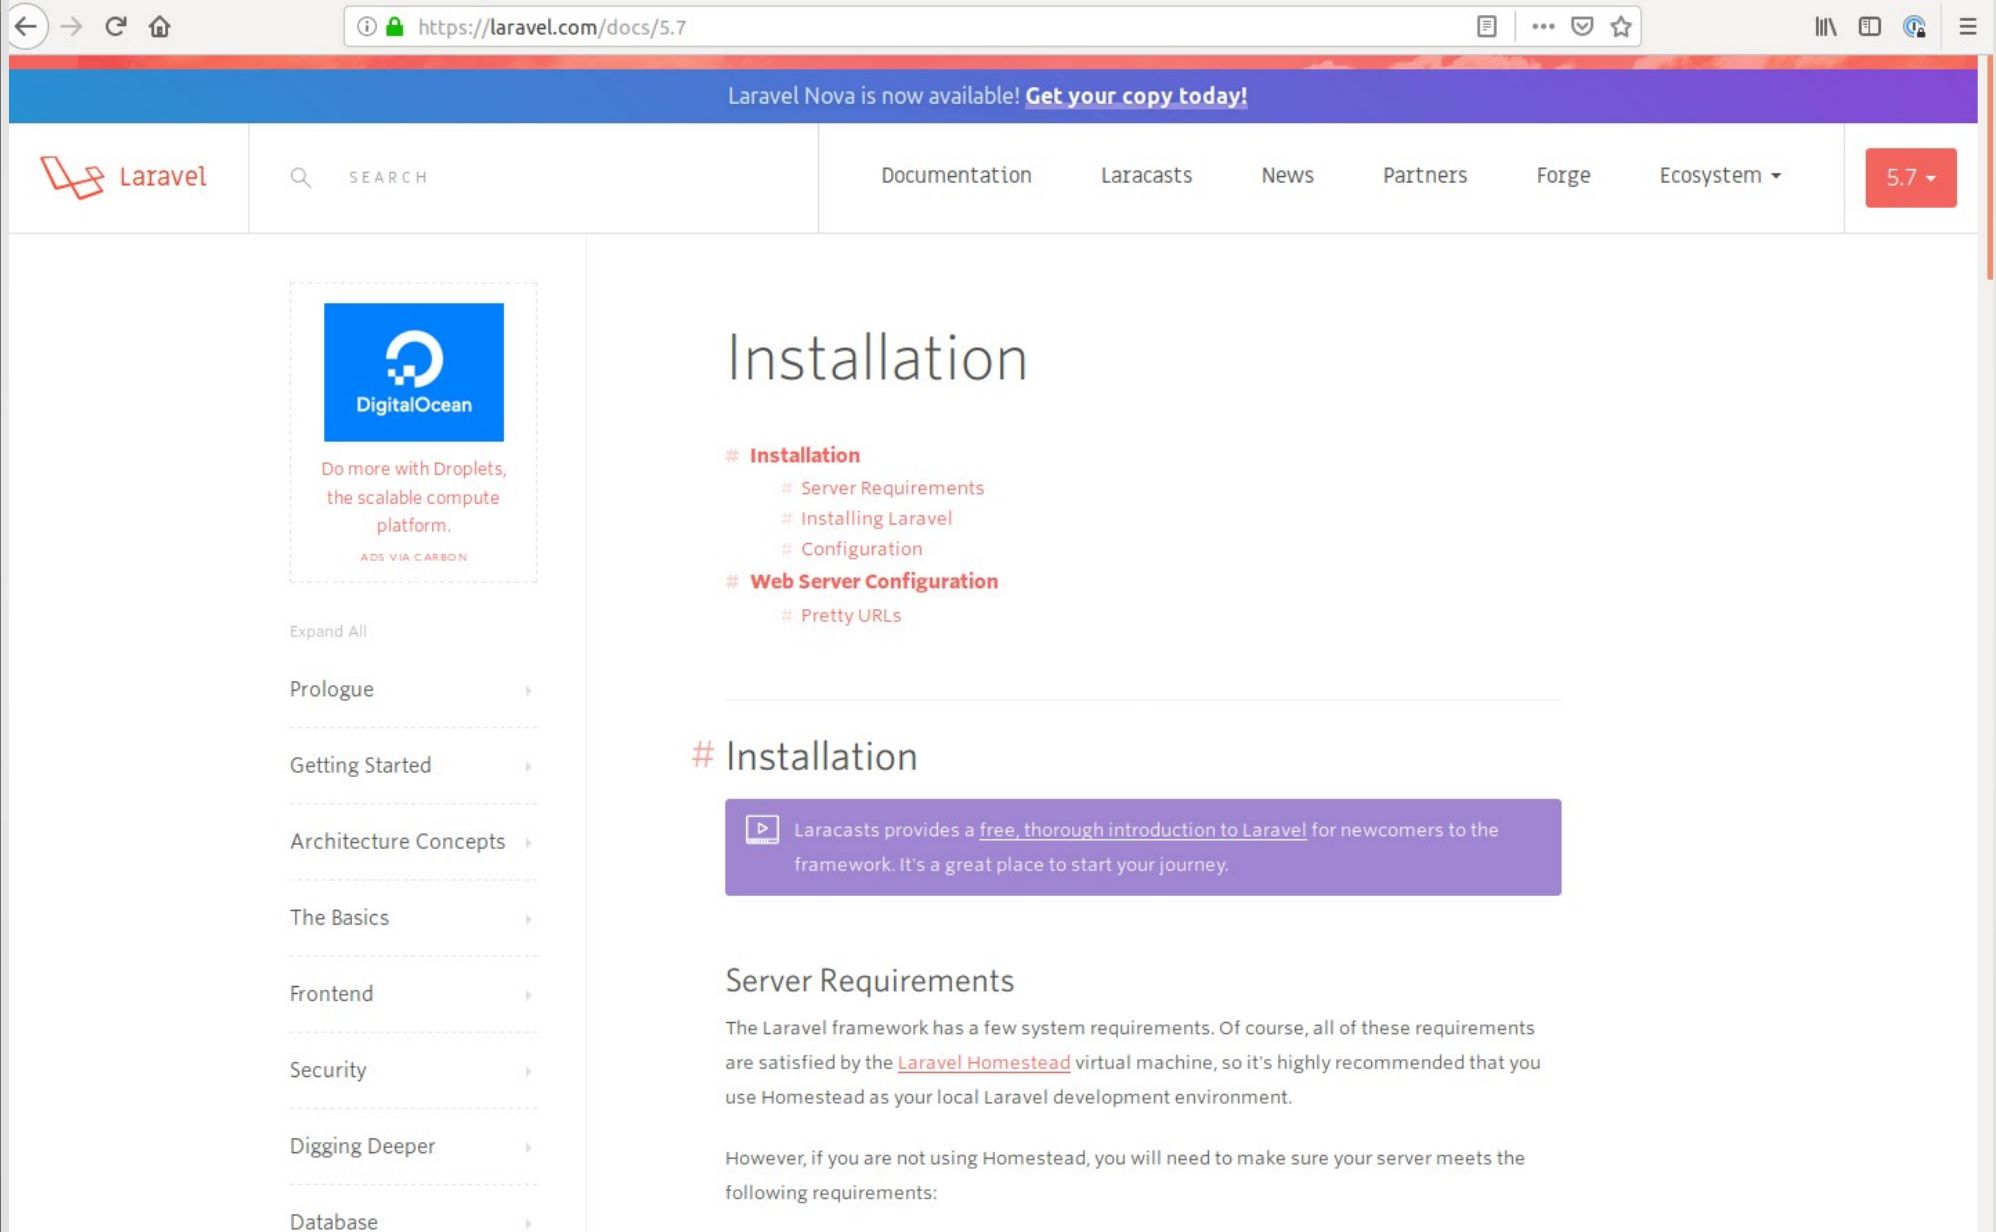 https://laravel.com/docs/5.7
Laravel Nova is now available! Get your copy today!
Laravel
SEARCH
Documentation
Laracasts
News
Partners
Forge
Ecosystem
5.7
DigitalOcean
Do more with Droplets,
the scalable compute
platform.
ADS VIA CARBON
Expand All
Prologue
Getting Started
Architecture Concepts
The Basics
Frontend
Security
Digging Deeper
Database
Installation
# Installation
# Server Requirements
# Installing Laravel
# Configuration
# Web Server Configuration
# Pretty URLs
# Installation
Laracasts provides a free, thorough introduction to Laravel for newcomers to the
framework. It's a great place to start your journey.
Server Requirements
The Laravel framework has a few system requirements. Of course, all of these requirements
are satisfied by the Laravel Homestead virtual machine, so it's highly recommended that you
use Homestead as your local Laravel development environment.
However, if you are not using Homestead, you will need to make sure your server meets the
following requirements: